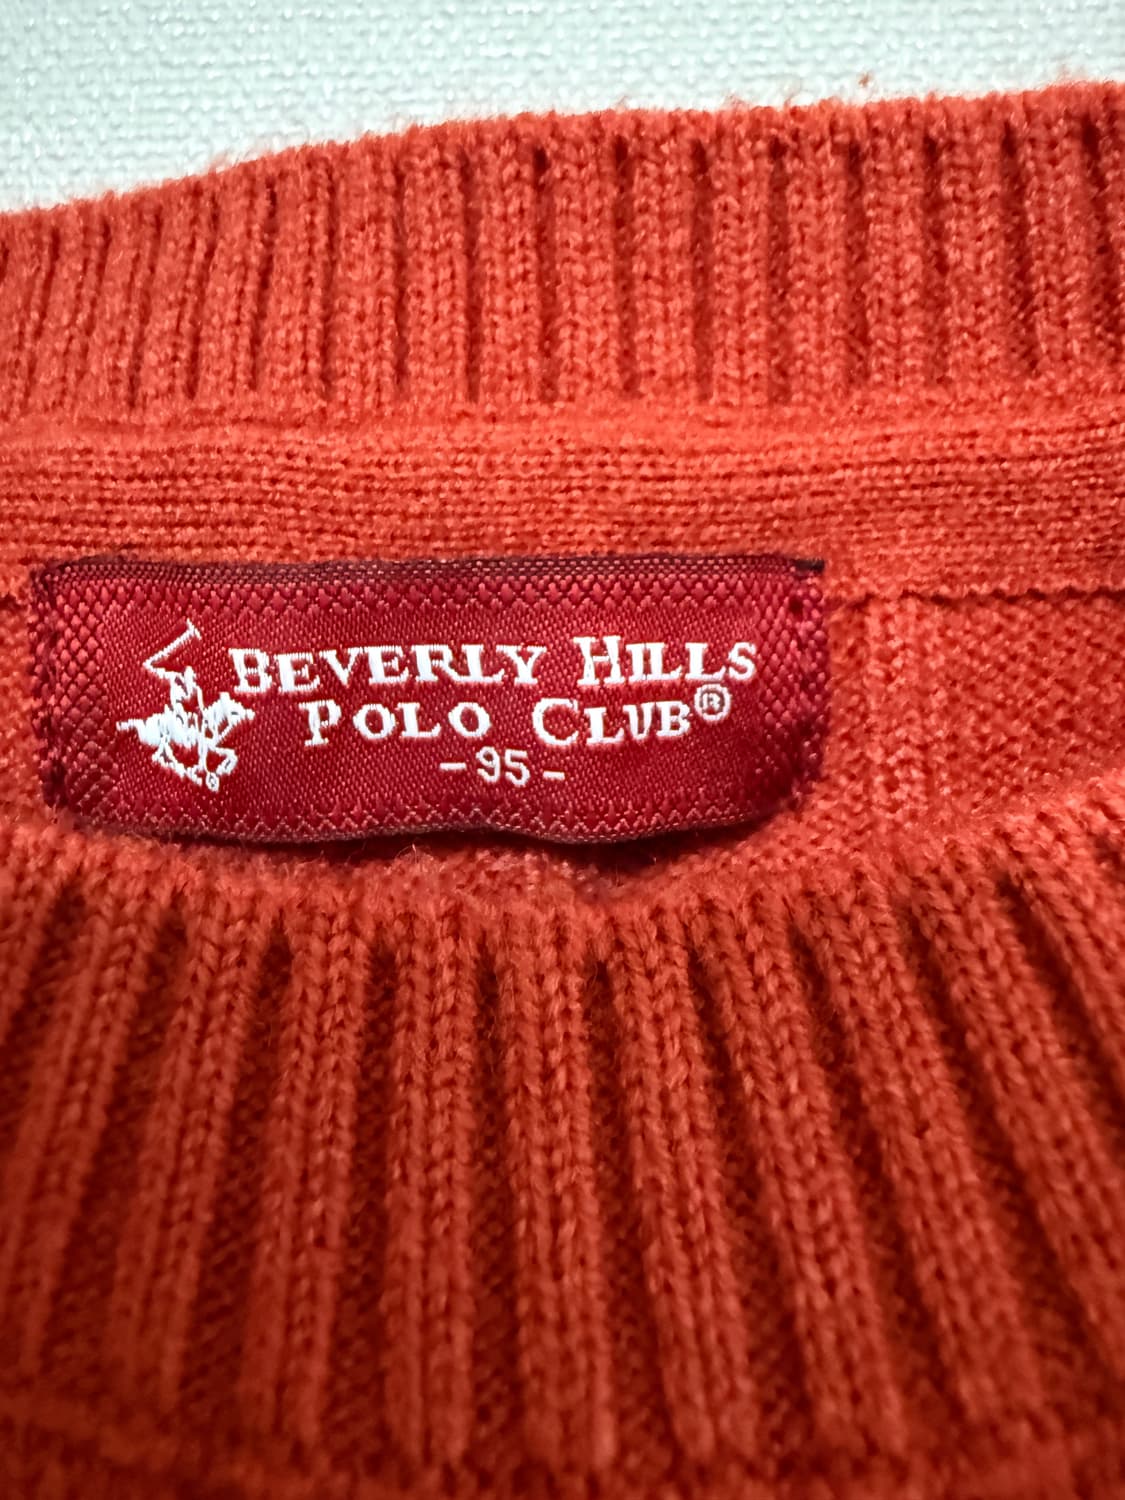 BEVERLY HILLS
POLO CLUB®
-95-